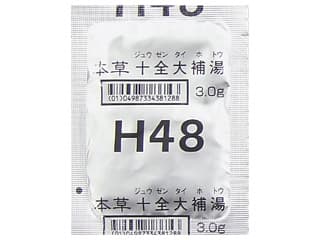 H48
ジュウ ゼン タイ ホ トウ
本草 十全大補湯
(01)04987334381288
3.0g
H48
ジュウ ゼン タイ ホ トウ
本草 十全大補湯
(01)04987334381288
3.0g